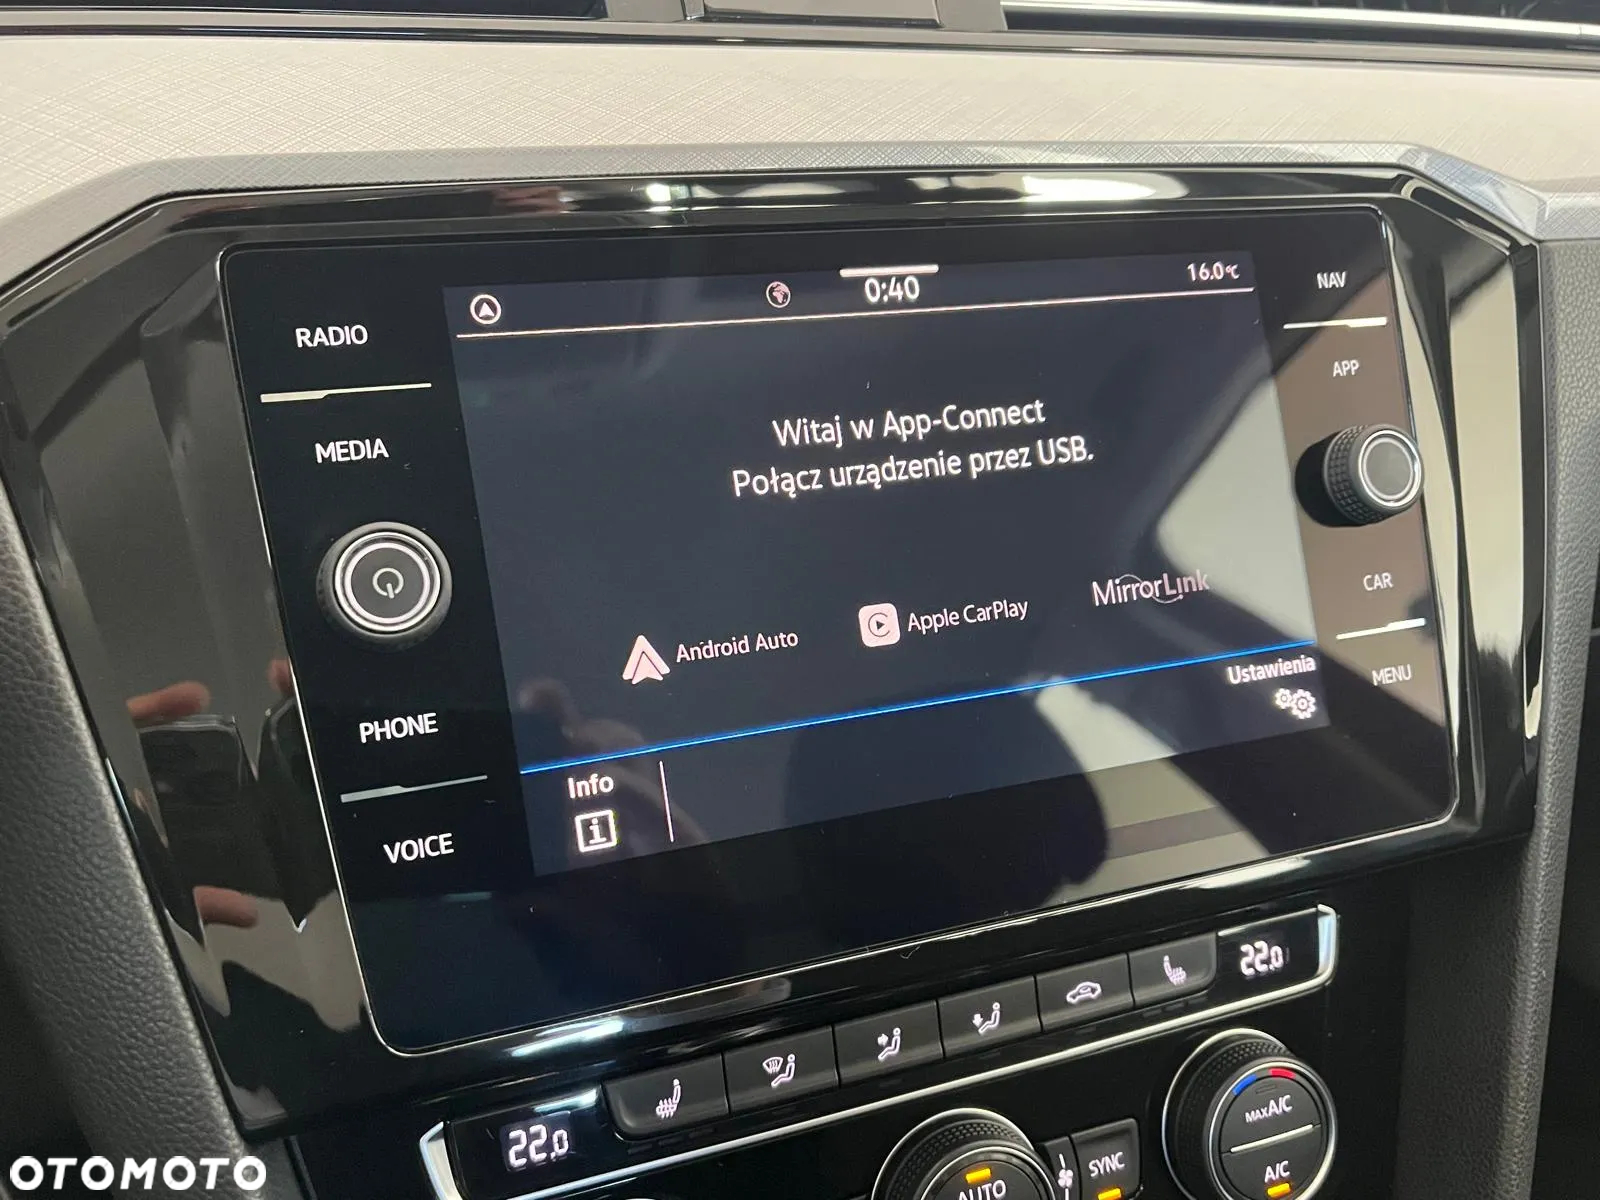 0:40
16.0°C
NAV
RADIO
APP
MEDIA
Witaj w App-Connect
Połącz urządzenie przez USB.
CAR
Android Auto
Apple CarPlay
MirrorLink
PHONE
Ustawienia
MENU
Info
VOICE
22.0
22.0
MAX A/C
A/C
SYNC
AUTO
OTOMOTO